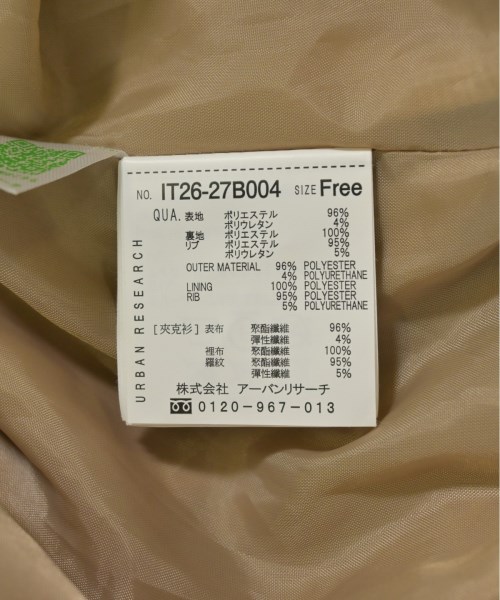 NO. IT26-27B004 SIZE Free
QUA. 表地 ポリエステル 96%
ポリウレタン 4%
裏地 ポリエステル 100%
リブ ポリエステル 95%
ポリウレタン 5%
OUTER MATERIAL 96% POLYESTER
4% POLYURETHANE
LINING 100% POLYESTER
RIB 95% POLYESTER
5% POLYURETHANE
[夾克衫] 表布 聚酯纖維 96%
彈性纖維 4%
裡布 聚酯纖維 100%
羅紋 聚酯纖維 95%
彈性纖維 5%
株式会社 アーバンリサーチ
0120-967-013
URBAN RESEARCH